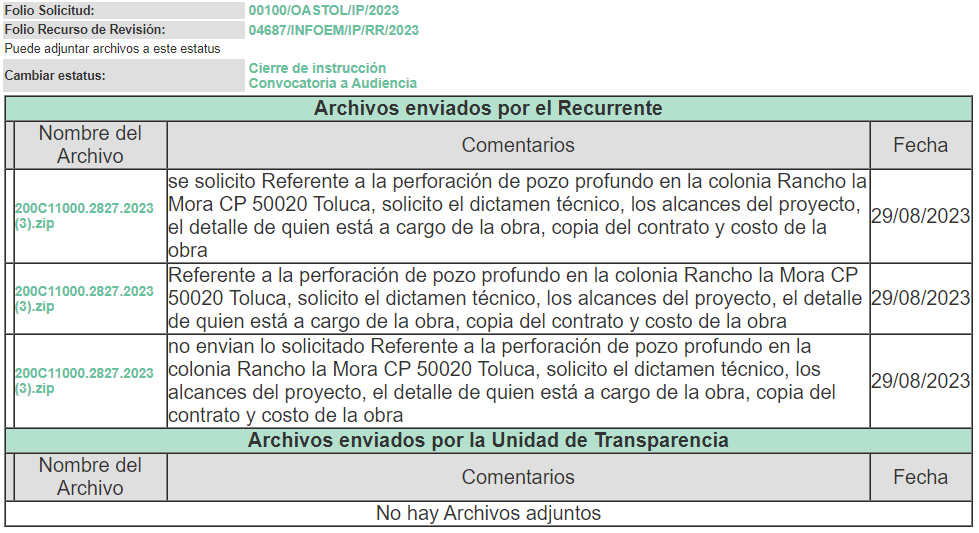 Folio Solicitud: 00100/OASTOL/IP/2023
Folio Recurso de Revisión: 04687/INFOEM/IP/RR/2023
Puede adjuntar archivos a este estatus
Cambiar estatus:
Cierre de instrucción
Convocatoria a Audiencia
Archivos enviados por el Recurrente
Nombre del
Archivo
Comentarios
Fecha
200C11000.2827.2023
(3).zip
se solicito Referente a la perforación de pozo profundo en la colonia Rancho la
Mora CP 50020 Toluca, solicito el dictamen técnico, los alcances del proyecto,
el detalle de quien está a cargo de la obra, copia del contrato y costo de la
obra
29/08/2023
200C11000.2827.2023
(3).zip
Referente a la perforación de pozo profundo en la colonia Rancho la Mora CP
50020 Toluca, solicito el dictamen técnico, los alcances del proyecto, el detalle
de quien está a cargo de la obra, copia del contrato y costo de la obra
29/08/2023
200C11000.2827.2023
(3).zip
no envian lo solicitado Referente a la perforación de pozo profundo en la
colonia Rancho la Mora CP 50020 Toluca, solicito el dictamen técnico, los
alcances del proyecto, el detalle de quien está a cargo de la obra, copia del
contrato y costo de la obra
29/08/2023
Archivos enviados por la Unidad de Transparencia
Nombre del
Archivo
Comentarios
Fecha
No hay Archivos adjuntos